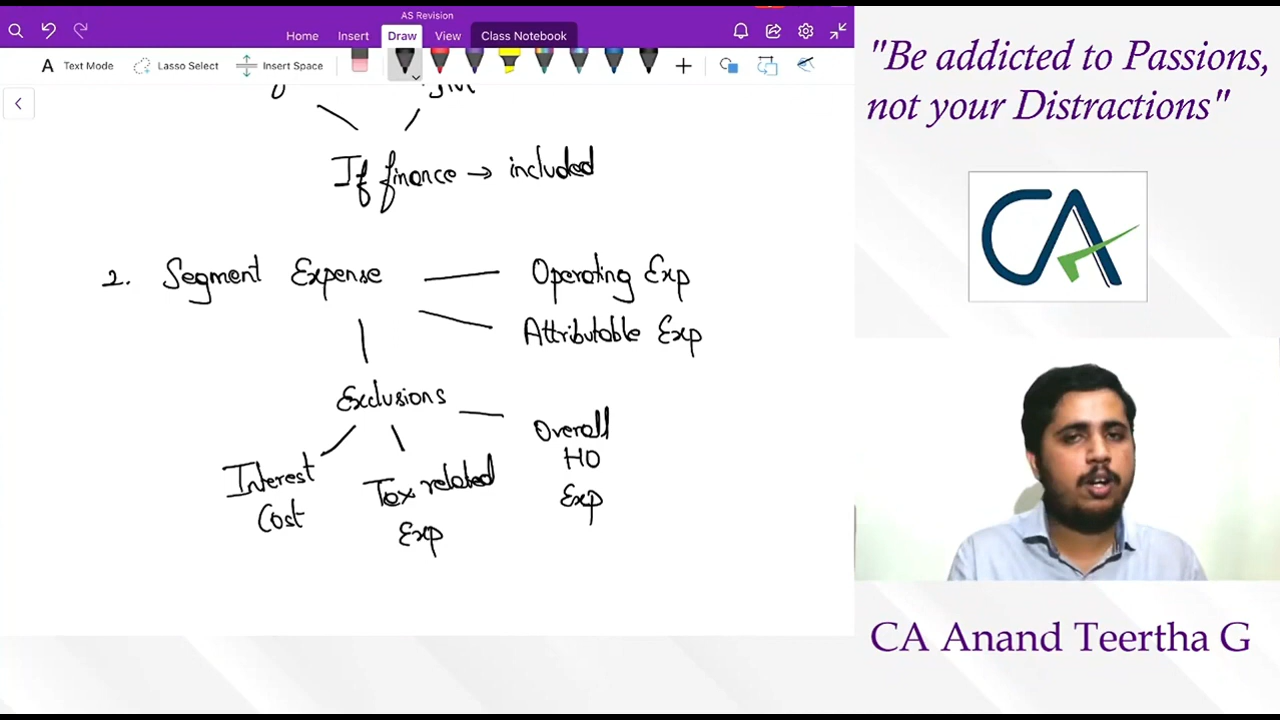 AS Revision
Home Insert Draw View Class Notebook
A Text Mode Lasso Select Insert Space
If finance → included
2. Segment Expense
Operating Exp
Attributable Exp
Exclusions
Interest
Cost
Tax related
Exp
Overall
HO
Exp
"Be addicted to Passions,
not your Distractions"
CA
CA Anand Teertha G